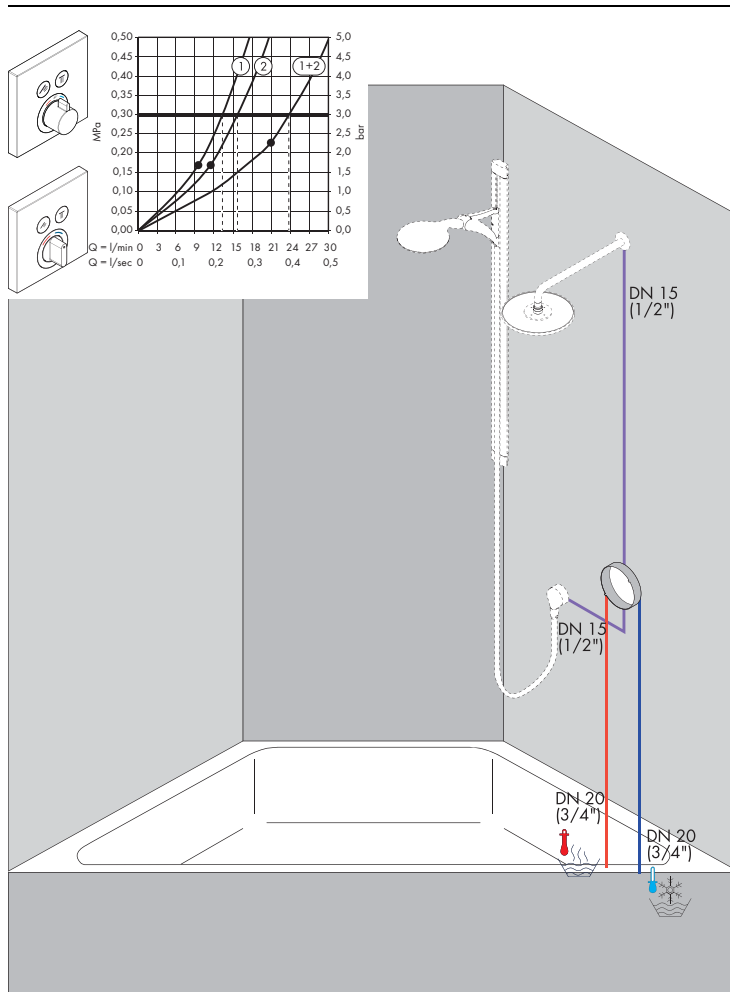 0,50 5,0
0,45 4,5
0,40 1 2 1+2 4,0
0,35 3,5
0,30 3,0
MPa 0,25 2,5 bar
0,20 2,0
0,15 1,5
0,10 1,0
0,05 0,5
0,00 0,0
Q = l/min 0 3 6 9 12 15 18 21 24 27 30
Q = l/sec 0 0,1 0,2 0,3 0,4 0,5
DN 15
(1/2")
DN 15
(1/2")
DN 20
(3/4")
DN 20
(3/4")